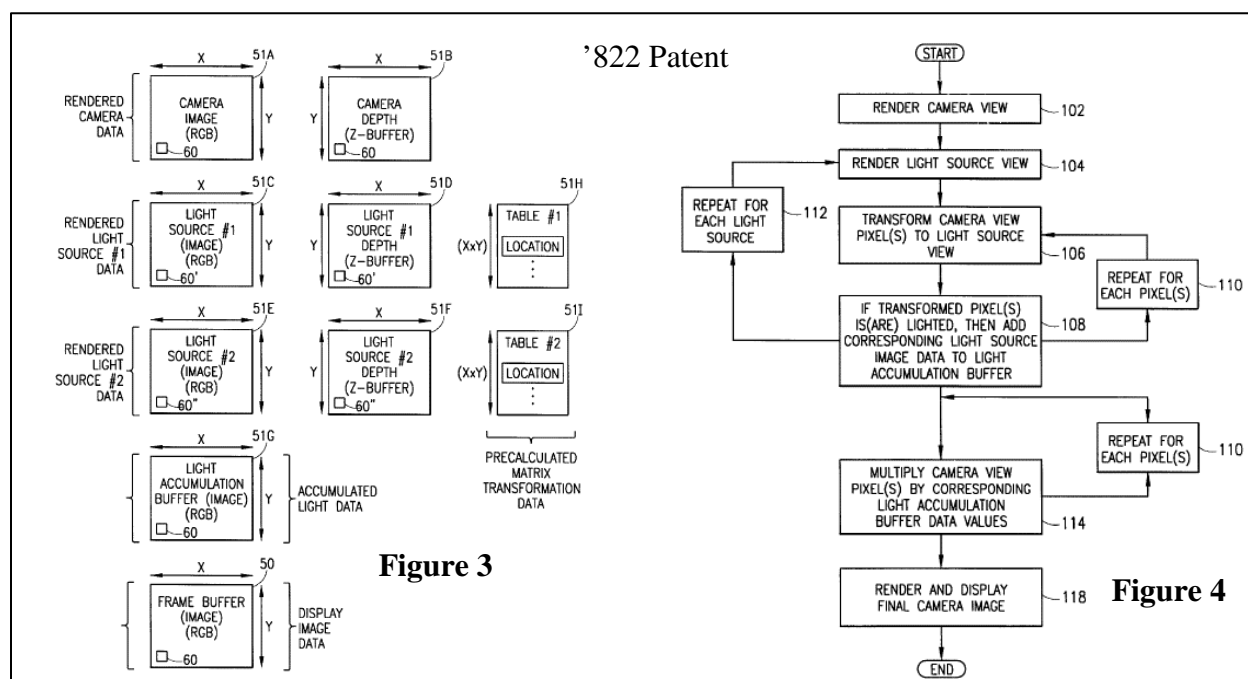 ’822 Patent
X
51A
RENDERED
CAMERA
DATA
CAMERA
IMAGE
(RGB)
60
Y
X
51B
Y
CAMERA
DEPTH
(Z-BUFFER)
60
X
51C
RENDERED
LIGHT
SOURCE #1
DATA
LIGHT
SOURCE #1
(IMAGE)
(RGB)
60'
Y
X
51D
Y
LIGHT
SOURCE #1
DEPTH
(Z-BUFFER)
60'
51H
(XxY)
TABLE #1
LOCATION
X
51E
RENDERED
LIGHT
SOURCE #2
DATA
LIGHT
SOURCE #2
(IMAGE)
(RGB)
60"
Y
X
51F
Y
LIGHT
SOURCE #2
DEPTH
(Z-BUFFER)
60"
51I
(XxY)
TABLE #2
LOCATION
PRECALCULATED
MATRIX
TRANSFORMATION
DATA
X
51G
LIGHT
ACCUMULATION
BUFFER (IMAGE)
(RGB)
60
Y
ACCUMULATED
LIGHT DATA
X
50
FRAME BUFFER
(IMAGE)
(RGB)
60
Y
DISPLAY
IMAGE
DATA
Figure 3
START
RENDER CAMERA VIEW
102
RENDER LIGHT SOURCE VIEW
104
REPEAT FOR
EACH LIGHT
SOURCE
112
TRANSFORM CAMERA VIEW
PIXEL(S) TO LIGHT SOURCE
VIEW
106
REPEAT FOR
EACH PIXEL(S)
110
IF TRANSFORMED PIXEL(S)
IS(ARE) LIGHTED, THEN ADD
CORRESPONDING LIGHT SOURCE
IMAGE DATA TO LIGHT
ACCUMULATION BUFFER
108
REPEAT FOR
EACH PIXEL(S)
110
MULTIPLY CAMERA VIEW
PIXEL(S) BY CORRESPONDING
LIGHT ACCUMULATION
BUFFER DATA VALUES
114
RENDER AND DISPLAY
FINAL CAMERA IMAGE
118
END
Figure 4